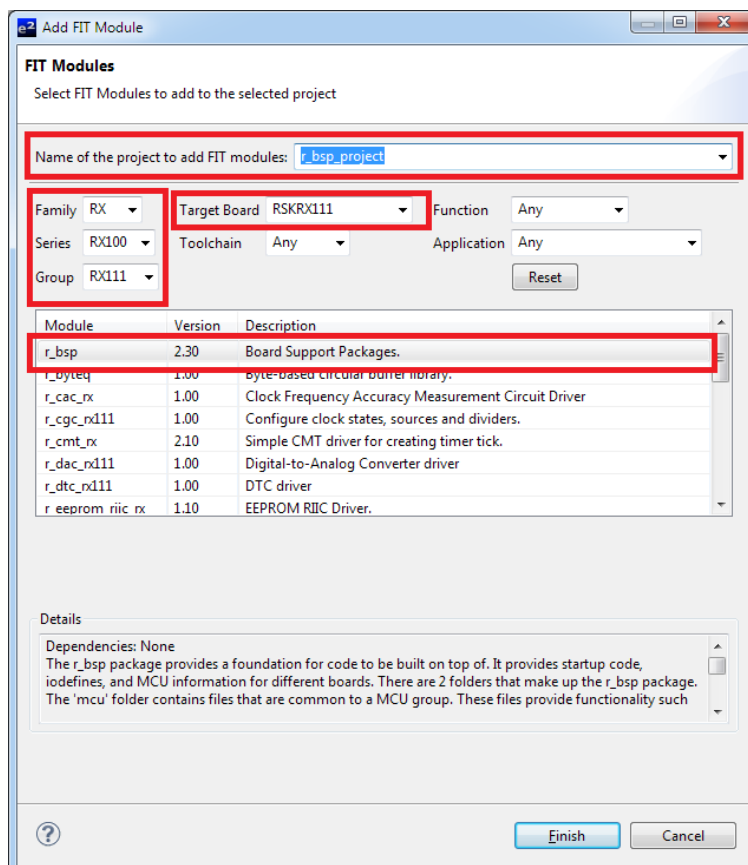 e² Add FIT Module
FIT Modules
Select FIT Modules to add to the selected project
Name of the project to add FIT modules: r_bsp_project
Family RX Target Board RSKRX111 Function Any
Series RX100 Toolchain Any Application Any
Group RX111 Reset
Module Version Description
r_bsp 2.30 Board Support Packages.
r_byteq 1.00 Byte-based circular buffer library.
r_cac_rx 1.00 Clock Frequency Accuracy Measurement Circuit Driver
r_cgc_rx111 1.00 Configure clock states, sources and dividers.
r_cmt_rx 2.10 Simple CMT driver for creating timer tick.
r_dac_rx111 1.00 Digital-to-Analog Converter driver
r_dtc_rx111 1.00 DTC driver
r_eeprom_riic_rx 1.10 EEPROM RIIC Driver.
Details
Dependencies: None
The r_bsp package provides a foundation for code to be built on top of. It provides startup code,
iodefines, and MCU information for different boards. There are 2 folders that make up the r_bsp package.
The 'mcu' folder contains files that are common to a MCU group. These files provide functionality such
? Finish Cancel